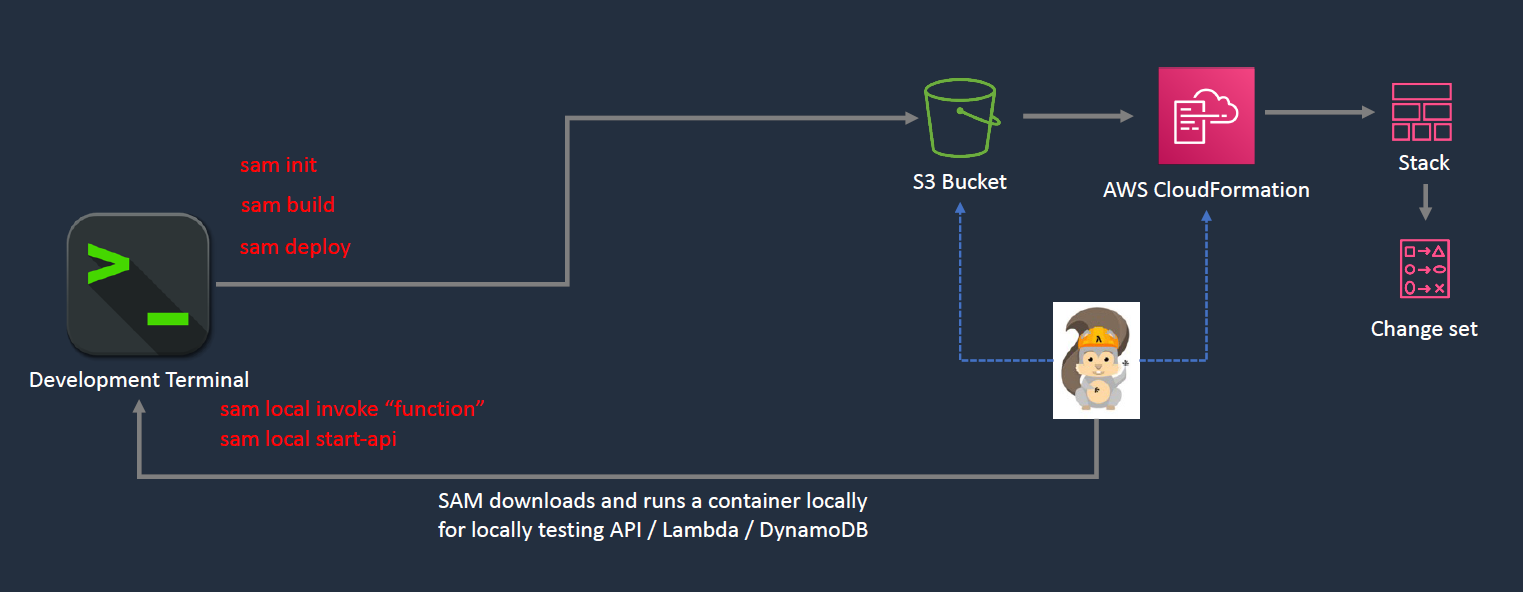 sam init
sam build
sam deploy
S3 Bucket
AWS CloudFormation
Stack
Change set
Development Terminal
sam local invoke “function”
sam local start-api
SAM downloads and runs a container locally
for locally testing API / Lambda / DynamoDB